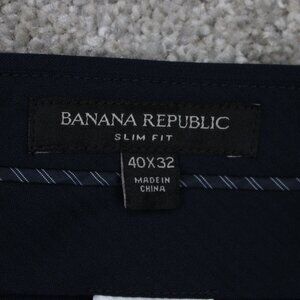 BANANA REPUBLIC
SLIM FIT
40X32
MADE IN
CHINA